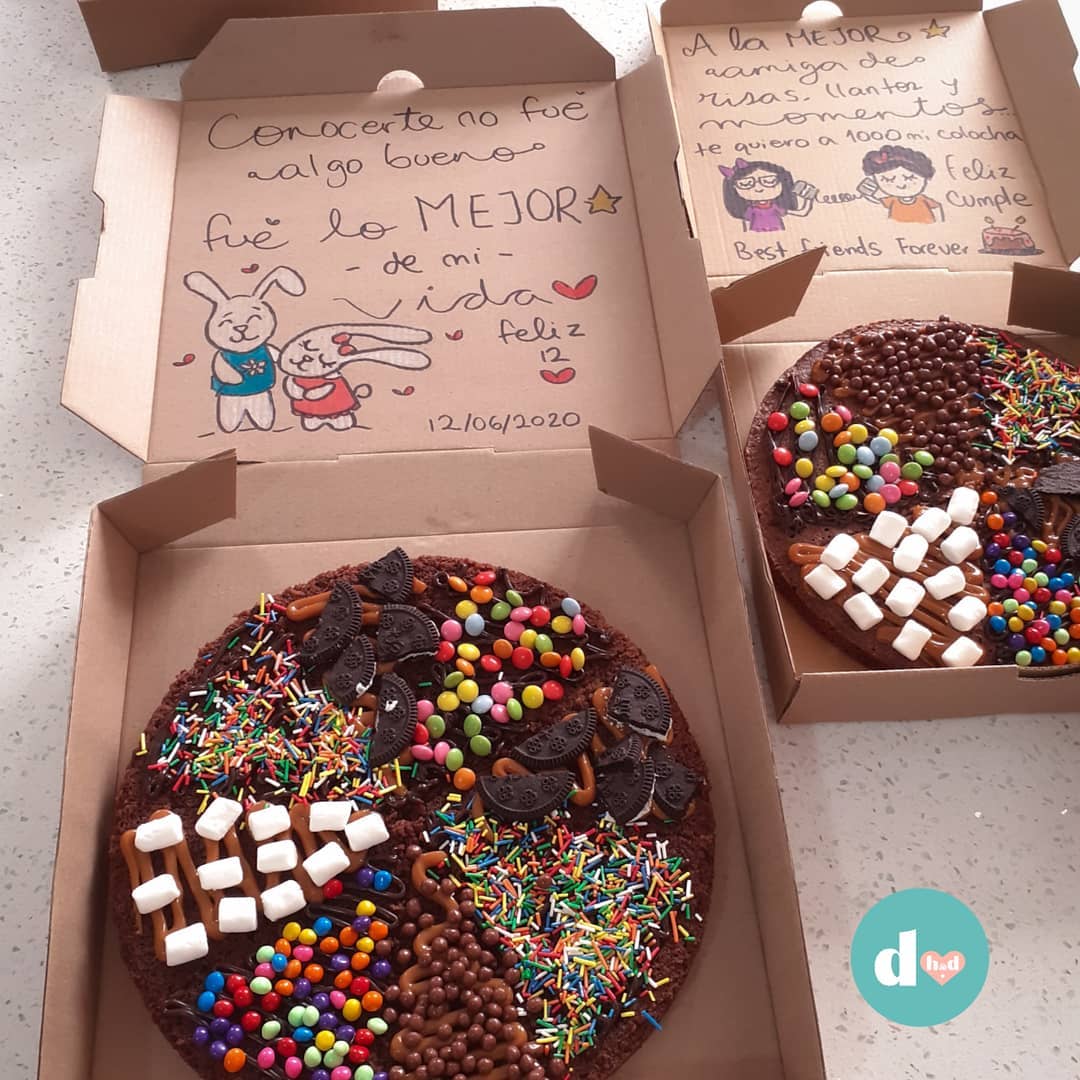 Conocerte no fué
algo bueno
fué lo MEJOR
- de mi -
vida
feliz
12
12/06/2020
A la MEJOR
amiga de
risas, llantos y
momentos...
te quiero a 1000 mi colocha
Feliz
Cumple
Best friends Forever
d
h&d